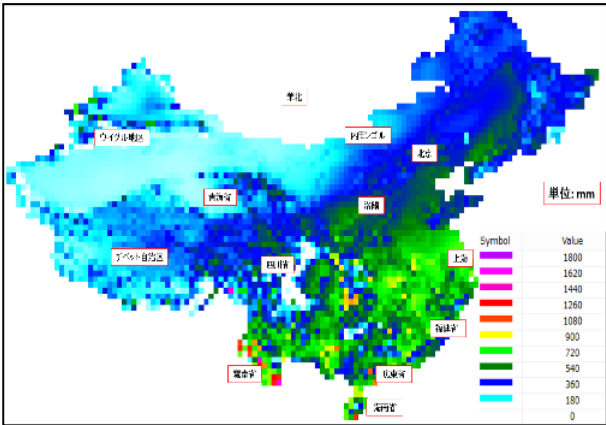 華北
ウイグル地区
内モンゴル
北京
青海省
洛陽
単位: mm
チベット自治区
四川省
上海
福建省
雲南省
広東省
海南省
Symbol Value
1800
1620
1440
1260
1080
900
720
540
360
180
0